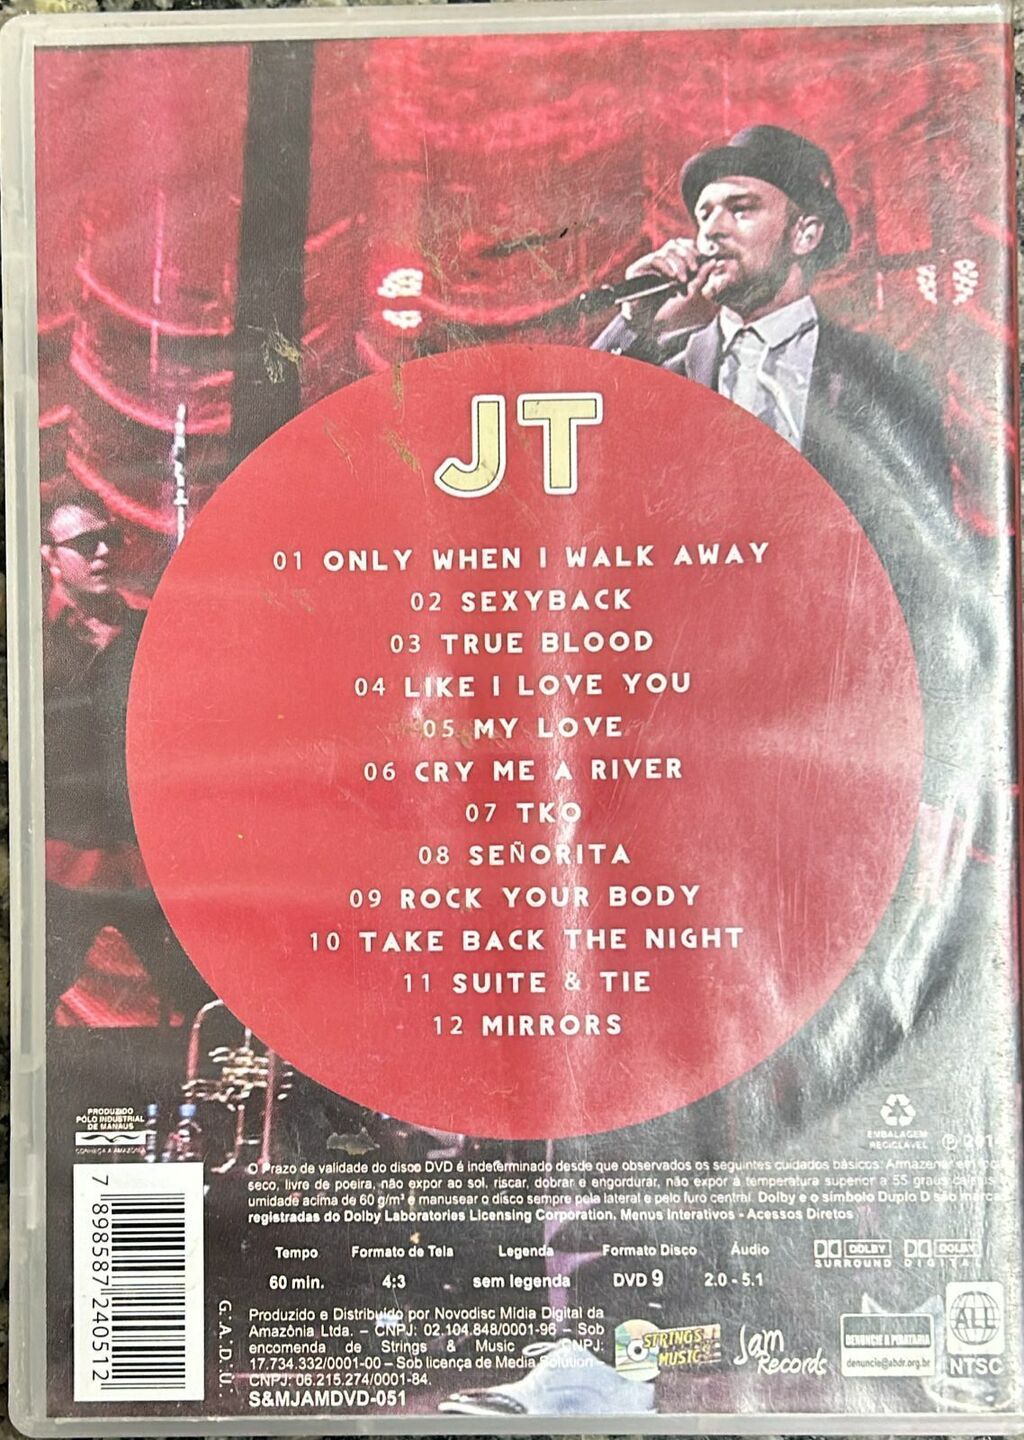 JT
01 ONLY WHEN I WALK AWAY
02 SEXYBACK
03 TRUE BLOOD
04 LIKE I LOVE YOU
05 MY LOVE
06 CRY ME A RIVER
07 TKO
08 SEÑORITA
09 ROCK YOUR BODY
10 TAKE BACK THE NIGHT
11 SUITE & TIE
12 MIRRORS
PRODUZIDO
PÓLO INDUSTRIAL
DE MANAUS
CONHEÇA A AMAZÔNIA
EMBALAGEM
RECICLÁVEL
O Prazo de validade do disco DVD é indeterminado desde que observados os seguintes cuidados básicos: Armazenar em
seco, livre de poeira, não expor ao sol, riscar, dobrar e engordurar, não expor à temperatura superior a 55 graus
umidade acima de 60 g/m³ e manusear o disco sempre pela lateral e pelo furo central. Dolby e o símbolo Duplo D são marcas
registradas do Dolby Laboratories Licensing Corporation. Menus Interativos - Acessos Diretos
Tempo Formato de Tela Legenda Formato Disco Áudio
60 min. 4:3 sem legenda DVD 9 2.0 - 5.1
DOLBY SURROUND
DOLBY DIGITAL
7 898587 240512
G.A.D.U.
Produzido e Distribuído por Novodisc Mídia Digital da
Amazônia Ltda. – CNPJ: 02.104.848/0001-96 – Sob
encomenda de Strings & Music CNPJ:
17.734.332/0001-00 – Sob licença de Media Solution –
CNPJ: 06.215.274/0001-84.
S&MJAMDVD-051
STRINGS
MUSIC
Jam
Records
DENUNCIE A PIRATARIA
denuncie@abdr.org.br
ALL
NTSC